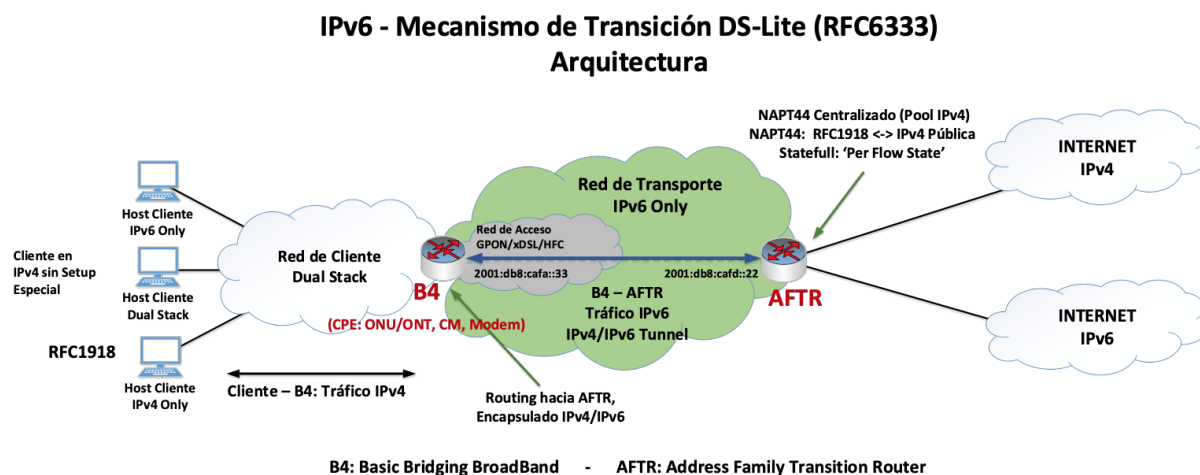 IPv6 - Mecanismo de Transición DS-Lite (RFC6333)
Arquitectura
NAPT44 Centralizado (Pool IPv4)
NAPT44: RFC1918 <-> IPv4 Pública
Statefull: ‘Per Flow State’
INTERNET
IPv4
Red de Transporte
IPv6 Only
Host Cliente
IPv6 Only
Red de Acceso
GPON/xDSL/HFC
Cliente en
IPv4 sin Setup
Especial
Red de Cliente
Dual Stack
2001:db8:cafa::33
2001:db8:cafd::22
B4
AFTR
Host Cliente
Dual Stack
B4 – AFTR
Tráfico IPv6
IPv4/IPv6 Tunnel
(CPE: ONU/ONT, CM, Modem)
INTERNET
IPv6
RFC1918
Host Cliente
IPv4 Only
Cliente – B4: Tráfico IPv4
Routing hacia AFTR,
Encapsulado IPv4/IPv6
B4: Basic Bridging BroadBand - AFTR: Address Family Transition Router